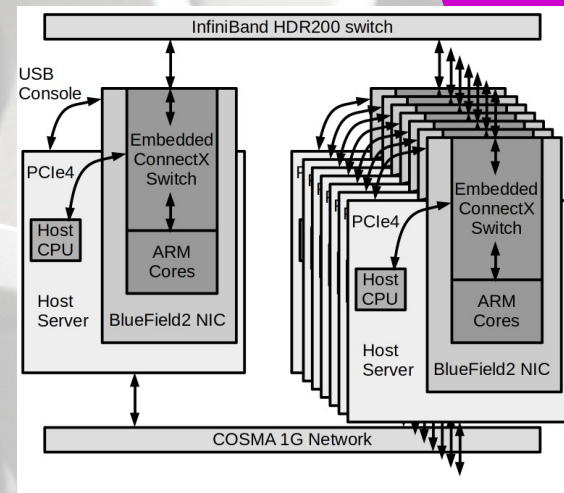 InfiniBand HDR200 switch
USB
Console
Embedded
ConnectX
Switch
PCIe4
Host
CPU
ARM
Cores
Host
Server
BlueField2 NIC
Embedded
ConnectX
Switch
PCIe4
Host
CPU
ARM
Cores
Host
Server
BlueField2 NIC
COSMA 1G Network